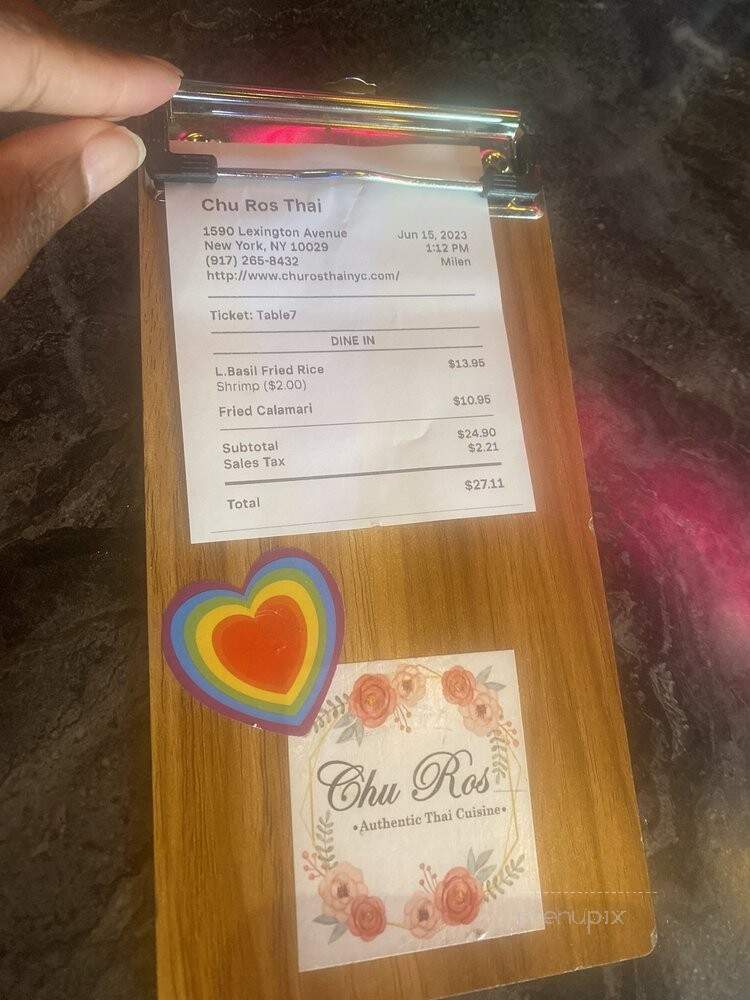 Chu Ros Thai
1590 Lexington Avenue Jun 15, 2023
New York, NY 10029 1:12 PM
(917) 265-8432 Milen
http://www.churosthainyc.com/
Ticket: Table7
DINE IN
L.Basil Fried Rice $13.95
Shrimp ($2.00)
Fried Calamari $10.95
Subtotal $24.90
Sales Tax $2.21
Total $27.11
Chu Ros
•Authentic Thai Cuisine•
menupix